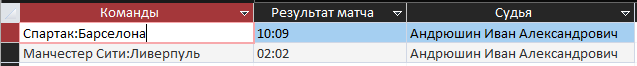 Команды Результат матча Судья
Спартак:Барселона 10:09 Андрюшин Иван Александрович
Манчестер Сити:Ливерпуль 02:02 Андрюшин Иван Александрович